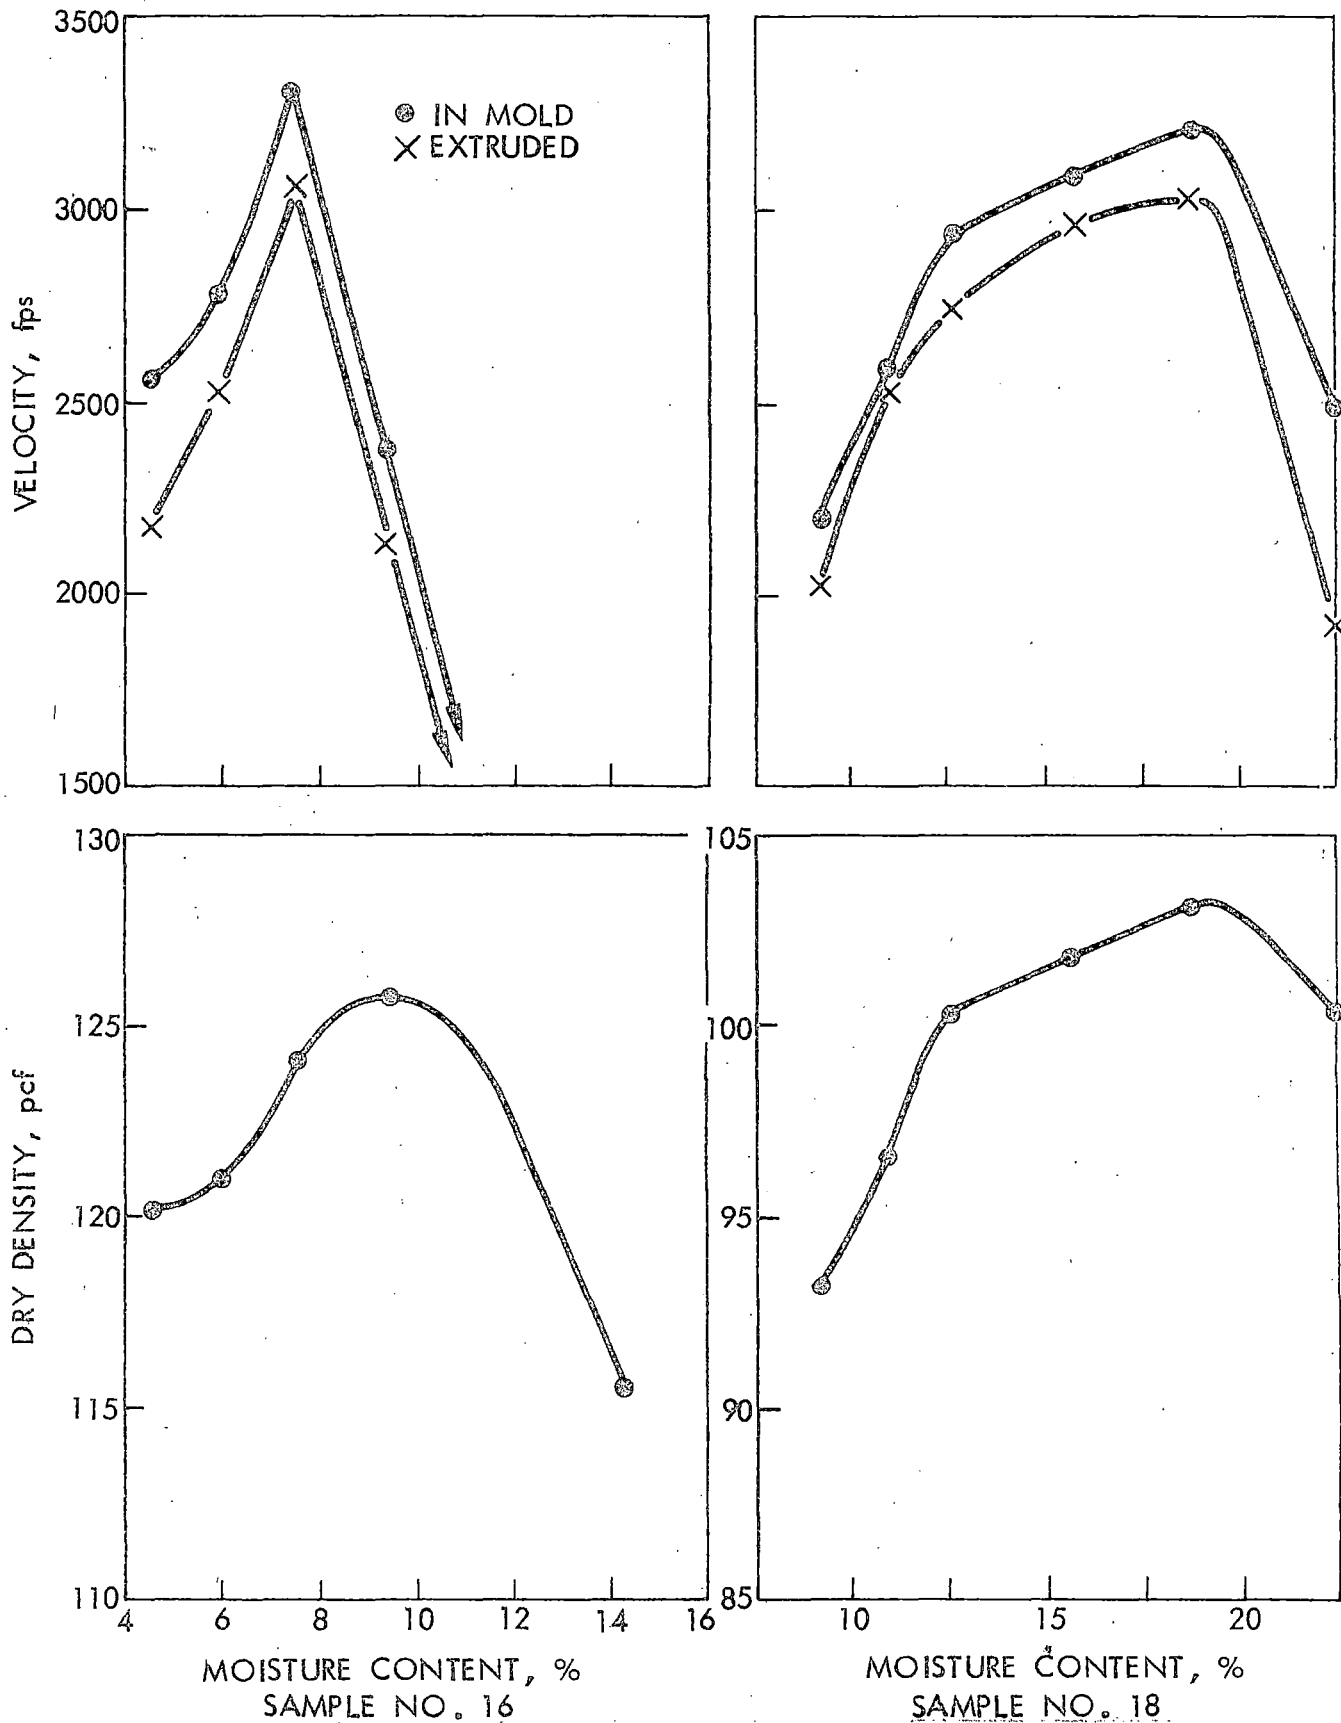 3500
3000
2500
2000
1500
VELOCITY, fps
● IN MOLD
× EXTRUDED
130
125
120
115
110
DRY DENSITY, pcf
4 6 8 10 12 14 16
MOISTURE CONTENT, %
SAMPLE NO. 16
105
100
95
90
85
10 15 20
MOISTURE CONTENT, %
SAMPLE NO. 18